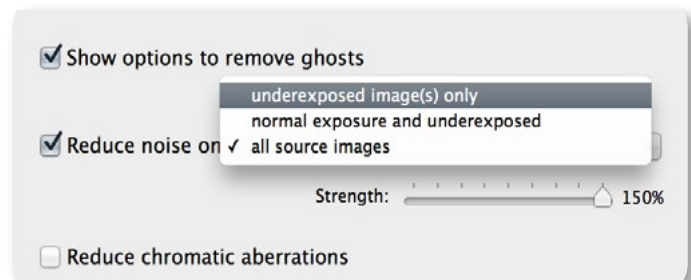 Show options to remove ghosts
underexposed image(s) only
normal exposure and underexposed
Reduce noise on ✓ all source images
Strength: 150%
Reduce chromatic aberrations